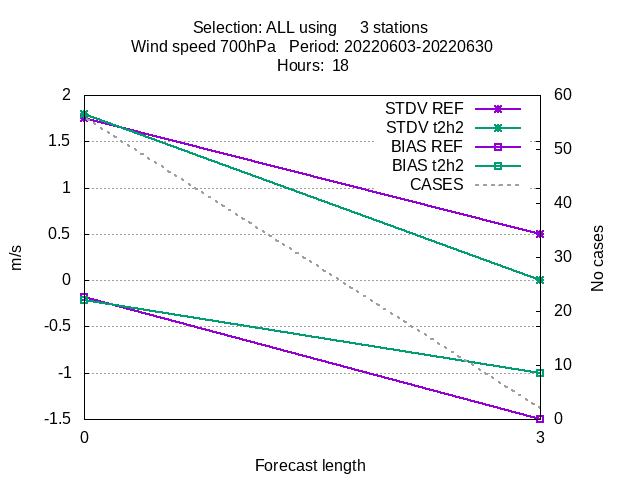 Selection: ALL using 3 stations
Wind speed 700hPa Period: 20220603-20220630
Hours: 18
STDV REF
STDV t2h2
BIAS REF
BIAS t2h2
CASES
2
1.5
1
0.5
0
-0.5
-1
-1.5
m/s
60
50
40
30
20
10
0
No cases
0
3
Forecast length